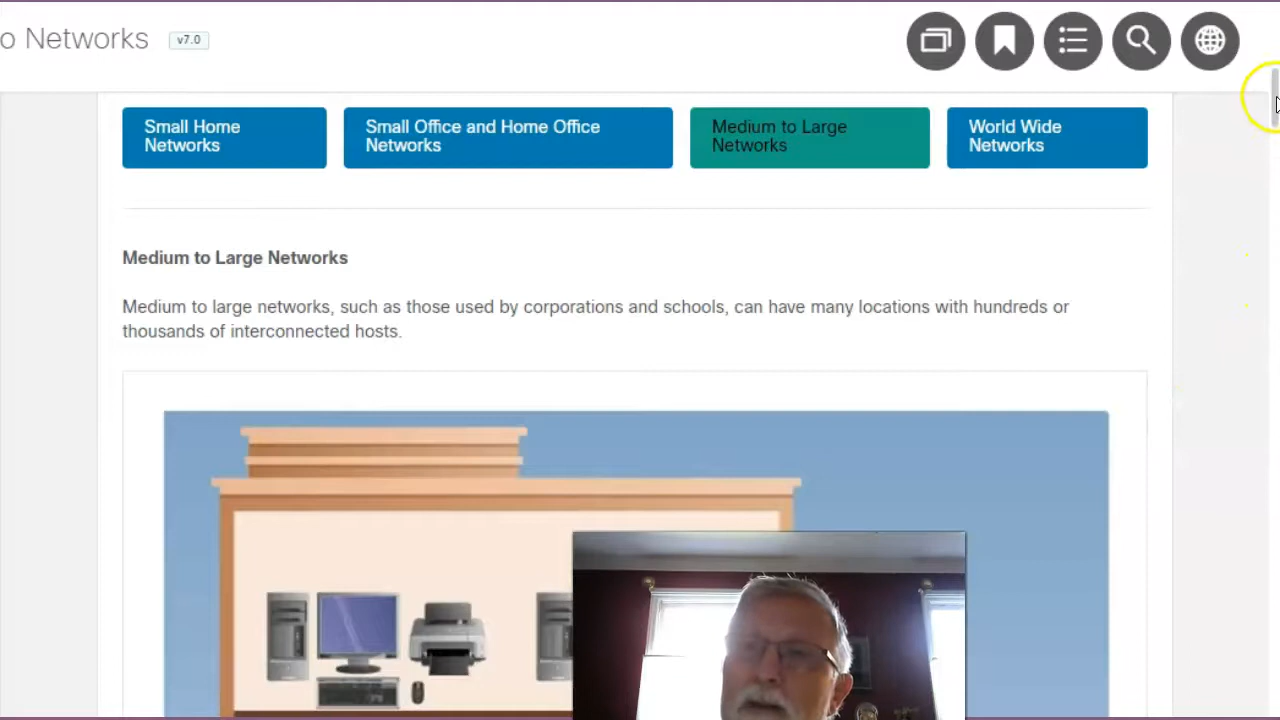 o Networks v7.0
Small Home
Networks
Small Office and Home Office
Networks
Medium to Large
Networks
World Wide
Networks
Medium to Large Networks
Medium to large networks, such as those used by corporations and schools, can have many locations with hundreds or
thousands of interconnected hosts.